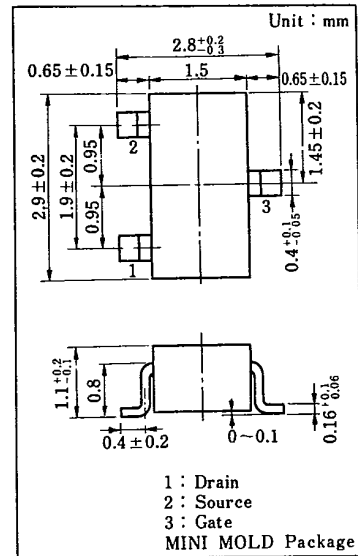 Unit : mm
2.8 +0.2 -0.3
0.65±0.15
1.5
0.65±0.15
2.9±0.2
1.9±0.2
0.95
0.95
2
1
3
1.45±0.2
0.4 +0.1 -0.05
1.1 +0.2 -0.1
0.8
0.4±0.2
0~0.1
0.16 +0.1 -0.06
1 : Drain
2 : Source
3 : Gate
MINI MOLD Package